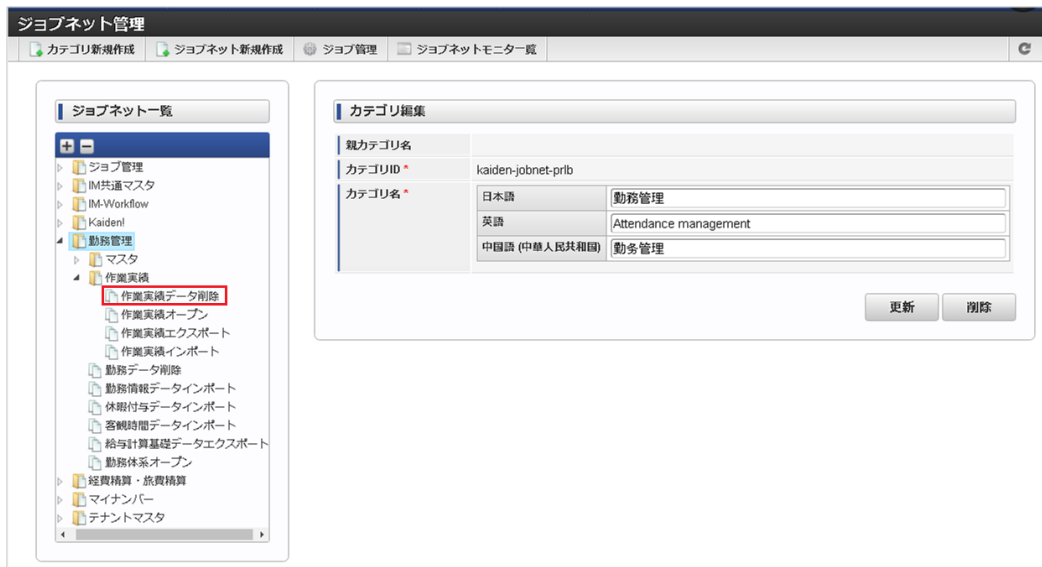 ジョブネット管理
カテゴリ新規作成 ジョブネット新規作成 ジョブ管理 ジョブネットモニター覧
ジョブネット一覧
ジョブ管理
IM共通マスタ
IM-Workflow
Kaiden!
勤務管理
マスタ
作業実績
作業実績データ削除
作業実績オープン
作業実績エクスポート
作業実績インポート
勤務データ削除
勤務情報データインポート
休暇付与データインポート
客観時間データインポート
給与計算基礎データエクスポート
勤務体系オープン
経費精算・旅費精算
マイナンバー
テナントマスタ
カテゴリ編集
親カテゴリ名
カテゴリID * kaiden-jobnet-prlb
カテゴリ名 * 日本語 勤務管理
英語 Attendance management
中国語 (中華人民共和国) 勤务管理
更新 削除